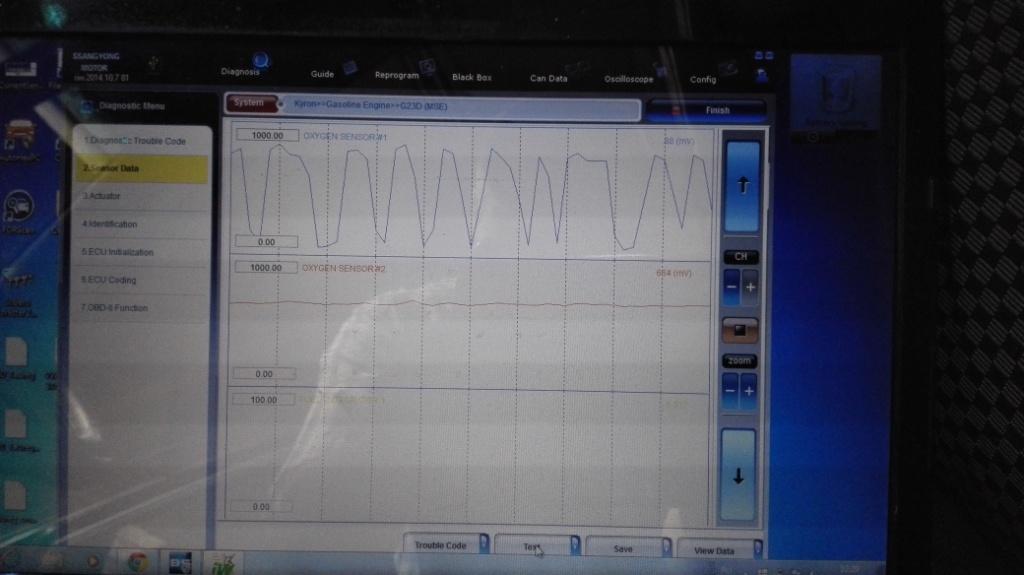 SSANGYONG
MOTOR
Diagnosis
Guide
Reprogram
Black Box
Can Data
Oscilloscope
Config
Diagnostic Menu
System
Kyron>>Gasoline Engine>>G23D (MSE)
Finish
1.Diagnostic Trouble Code
2.Sensor Data
3.Actuator
4.Identification
5.ECU Initialization
6.ECU Coding
7.OBD-II Function
1000.00 OXYGEN SENSOR#1
88 (mV)
0.00
1000.00 OXYGEN SENSOR#2
684 (mV)
0.00
100.00
0.00
CH
zoom
Trouble Code
Text
Save
View Data